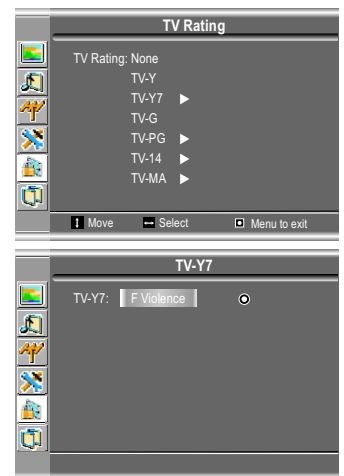 TV Rating
TV Rating: None
TV-Y
TV-Y7
TV-G
TV-PG
TV-14
TV-MA
Move Select Menu to exit
TV-Y7
TV-Y7: F Violence